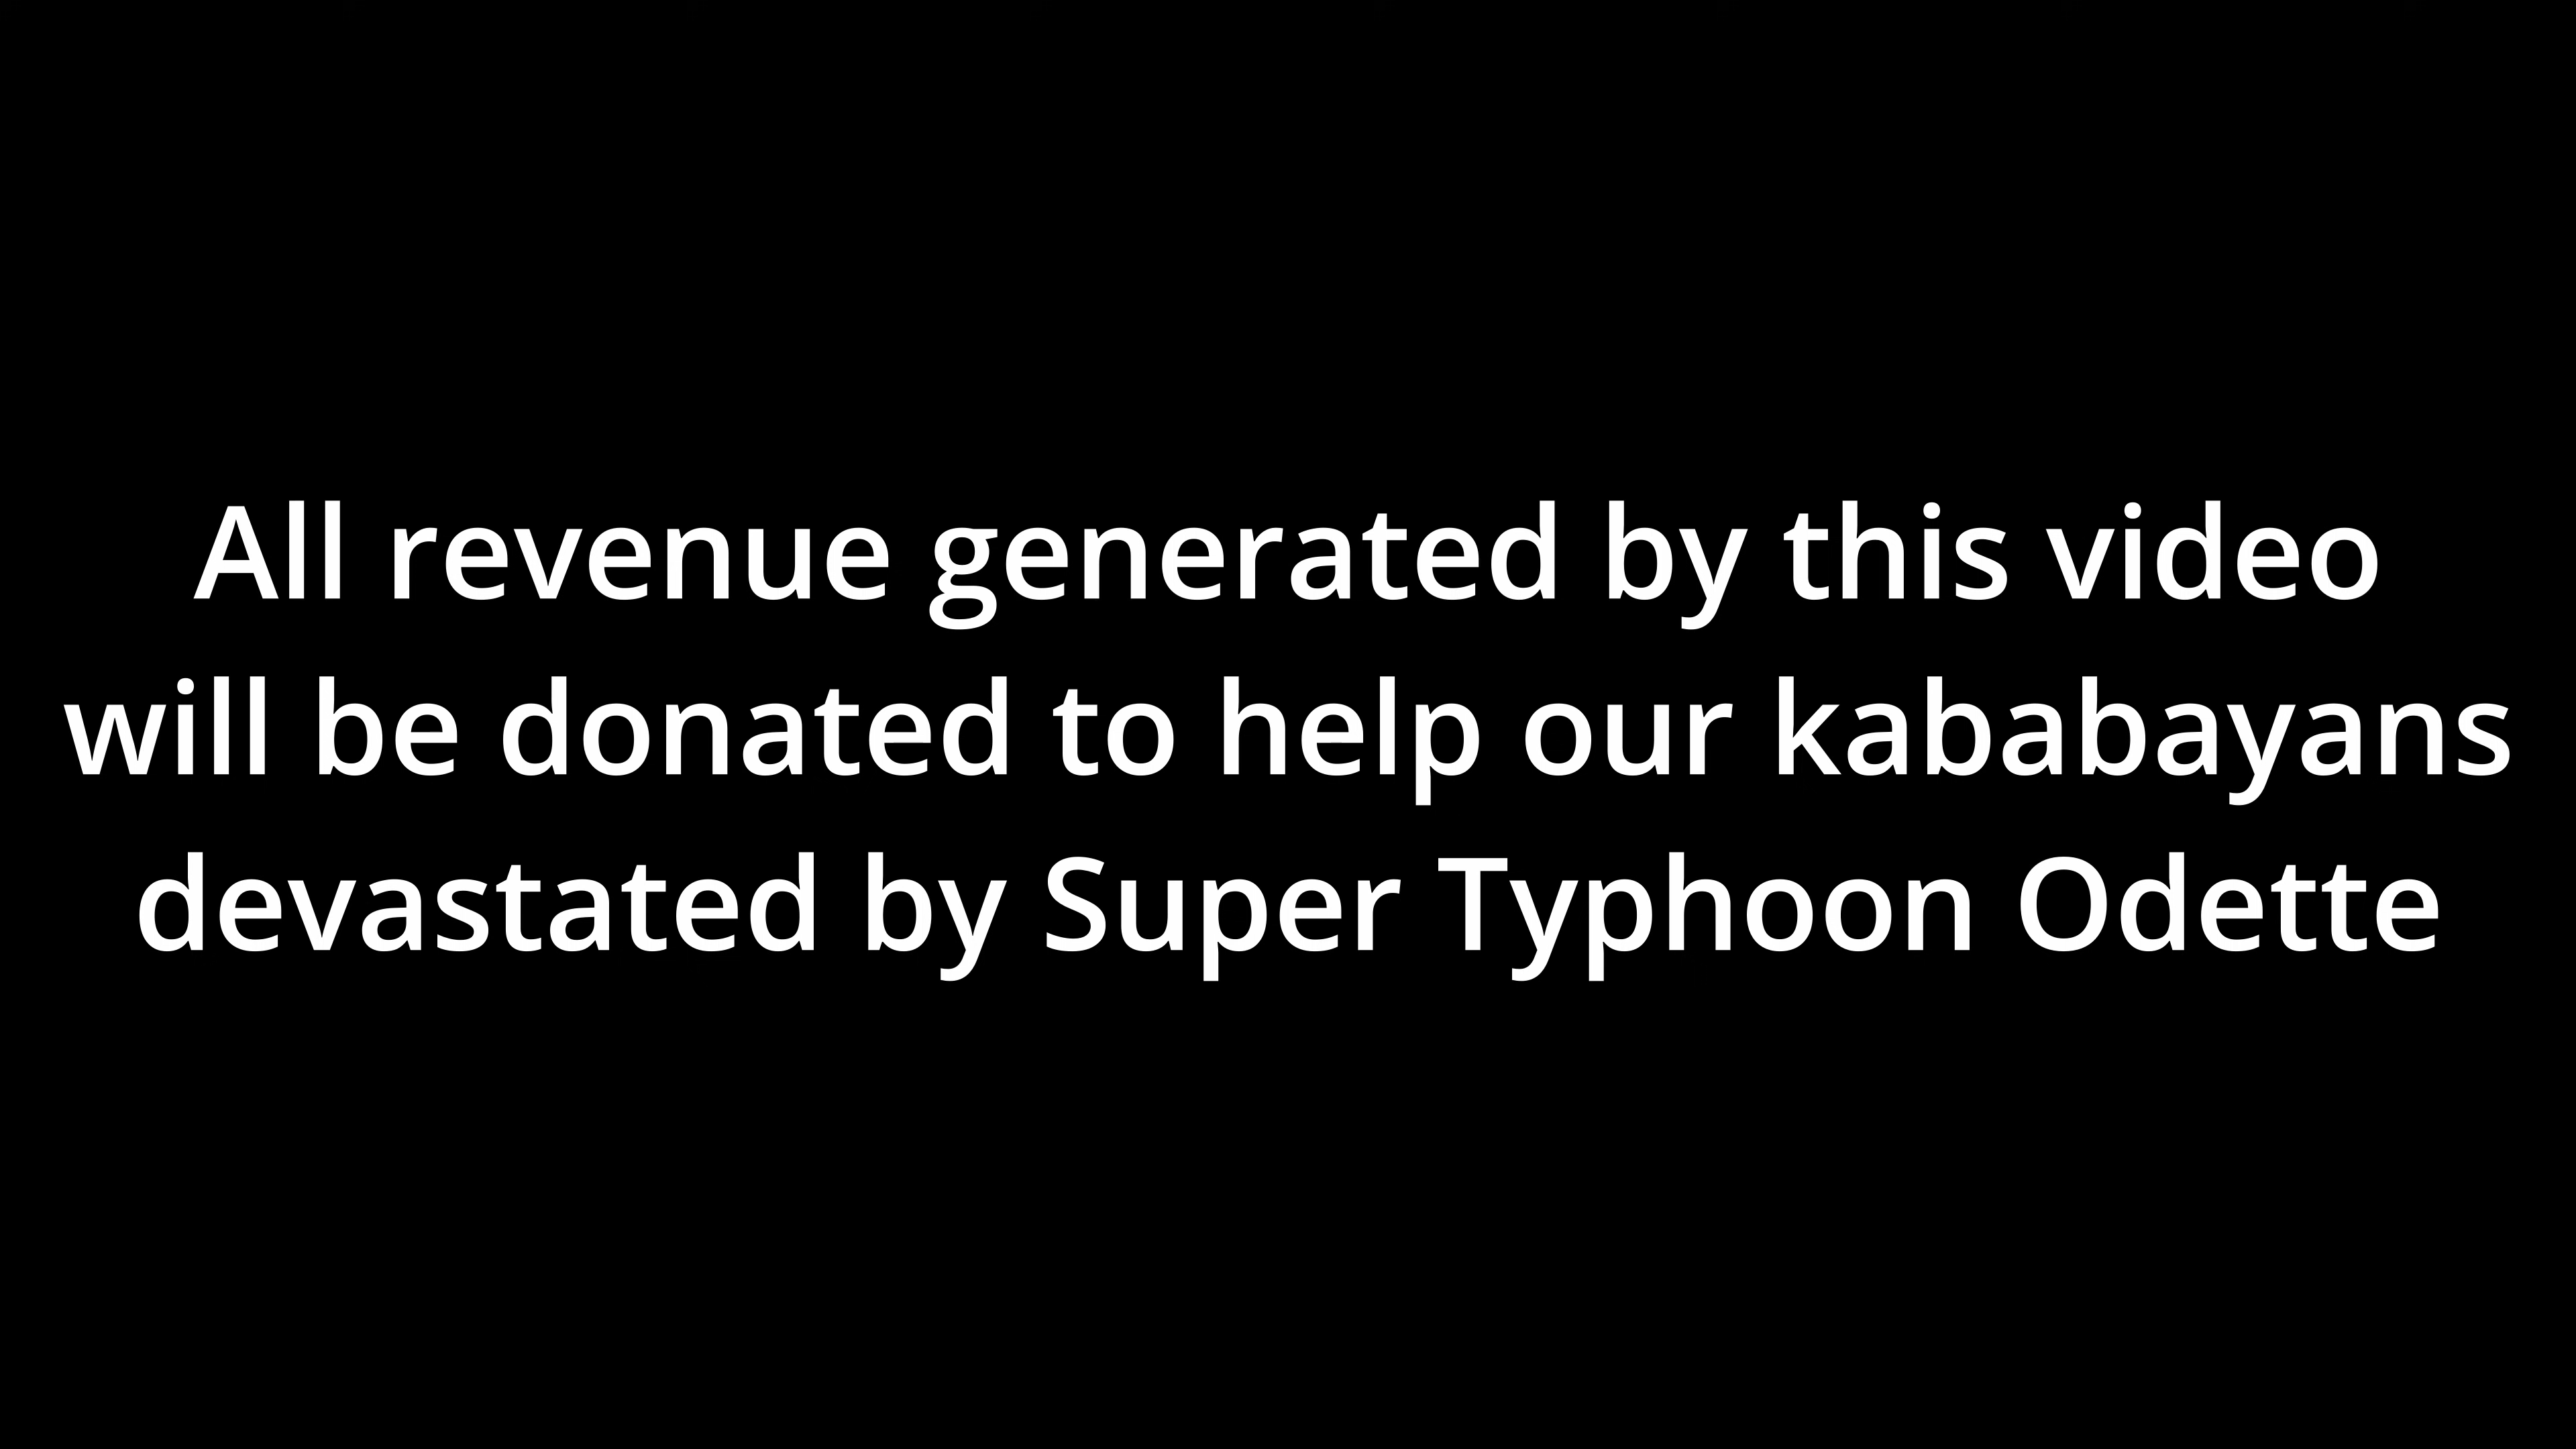 All revenue generated by this video
will be donated to help our kababayans
devastated by Super Typhoon Odette